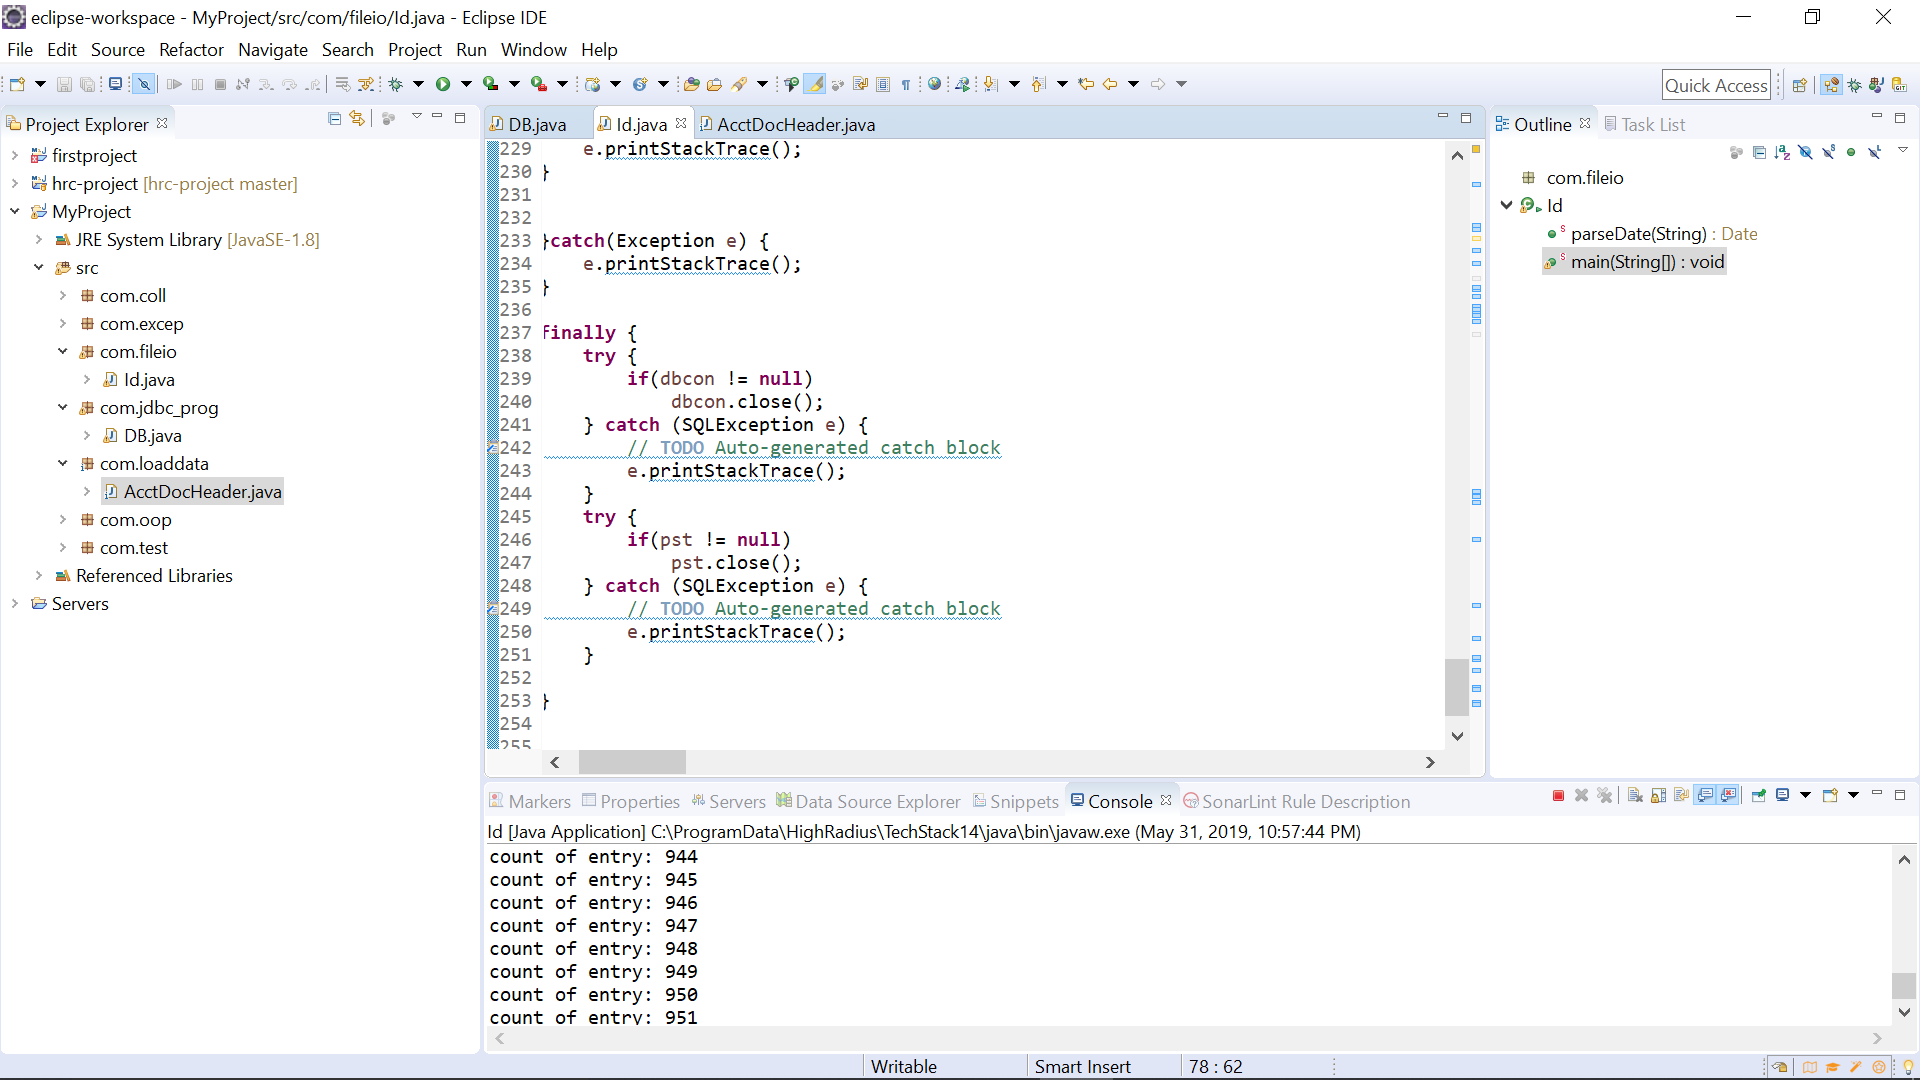 eclipse-workspace - MyProject/src/com/fileio/Id.java - Eclipse IDE
File Edit Source Refactor Navigate Search Project Run Window Help
Quick Access
Project Explorer
firstproject
hrc-project [hrc-project master]
MyProject
JRE System Library [JavaSE-1.8]
src
com.coll
com.excep
com.fileio
Id.java
com.jdbc_prog
DB.java
com.loaddata
AcctDocHeader.java
com.oop
com.test
Referenced Libraries
Servers
DB.java Id.java AcctDocHeader.java
229 e.printStackTrace();
230 }
231
232
233 }catch(Exception e) {
234 e.printStackTrace();
235 }
236
237 finally {
238 try {
239 if(dbcon != null)
240 dbcon.close();
241 } catch (SQLException e) {
242 // TODO Auto-generated catch block
243 e.printStackTrace();
244 }
245 try {
246 if(pst != null)
247 pst.close();
248 } catch (SQLException e) {
249 // TODO Auto-generated catch block
250 e.printStackTrace();
251 }
252
253 }
254
255
Outline Task List
com.fileio
Id
parseDate(String) : Date
main(String[]) : void
Markers Properties Servers Data Source Explorer Snippets Console SonarLint Rule Description
Id [Java Application] C:\ProgramData\HighRadius\TechStack14\java\bin\javaw.exe (May 31, 2019, 10:57:44 PM)
count of entry: 944
count of entry: 945
count of entry: 946
count of entry: 947
count of entry: 948
count of entry: 949
count of entry: 950
count of entry: 951
Writable Smart Insert 78 : 62